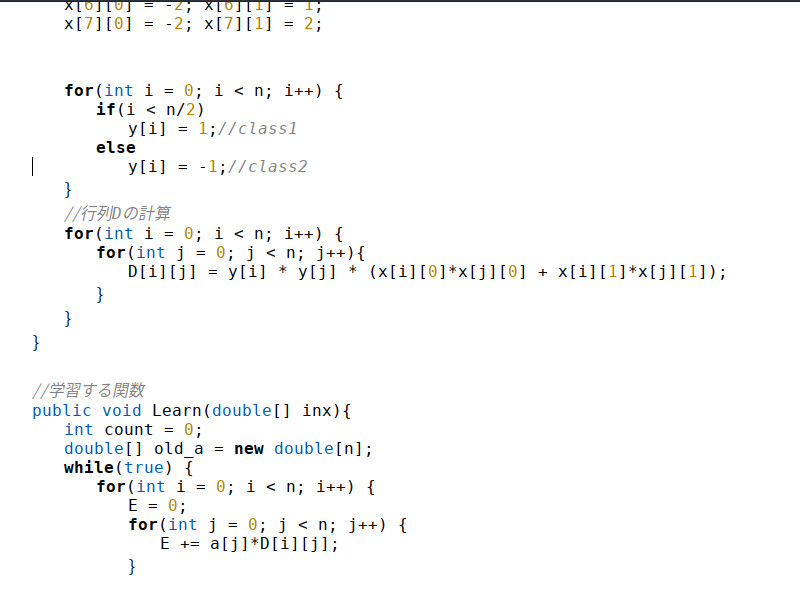 x[6][0] = -2; x[6][1] = 1;
x[7][0] = -2; x[7][1] = 2;
for(int i = 0; i < n; i++) {
if(i < n/2)
y[i] = 1;//class1
else
y[i] = -1;//class2
}
//行列Dの計算
for(int i = 0; i < n; i++) {
for(int j = 0; j < n; j++){
D[i][j] = y[i] * y[j] * (x[i][0]*x[j][0] + x[i][1]*x[j][1]);
}
}
}
//学習する関数
public void Learn(double[] inx){
int count = 0;
double[] old_a = new double[n];
while(true) {
for(int i = 0; i < n; i++) {
E = 0;
for(int j = 0; j < n; j++) {
E += a[j]*D[i][j];
}